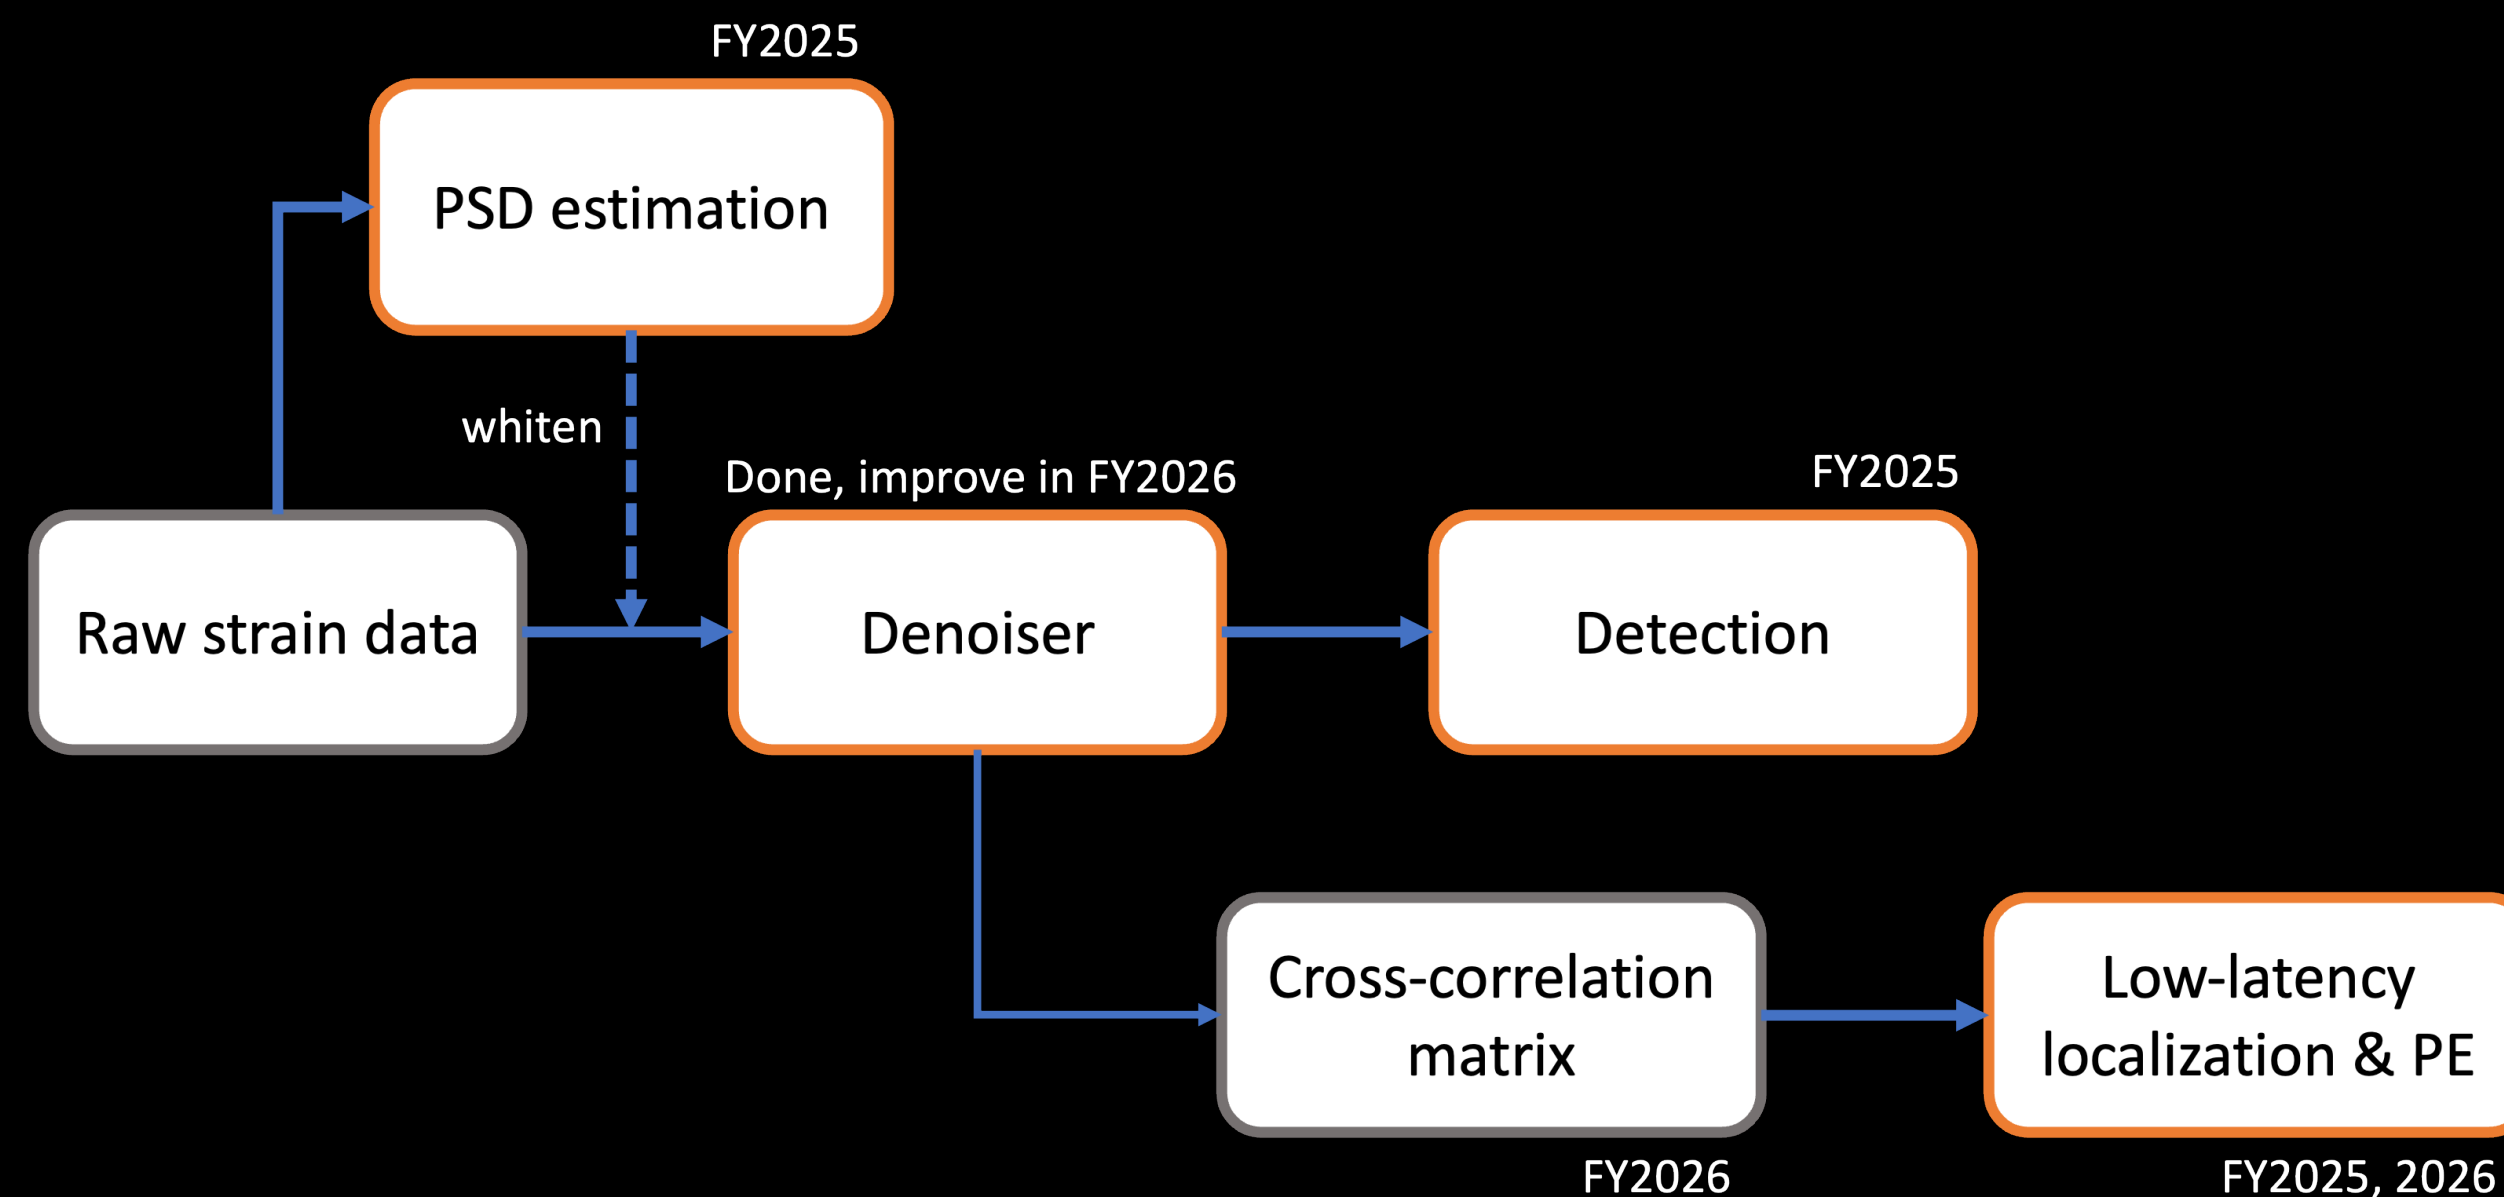 FY2025
PSD estimation
whiten
Done, improve in FY2026
FY2025
Raw strain data
Denoiser
Detection
Cross-correlation
matrix
Low-latency
localization & PE
FY2026
FY2025, 2026